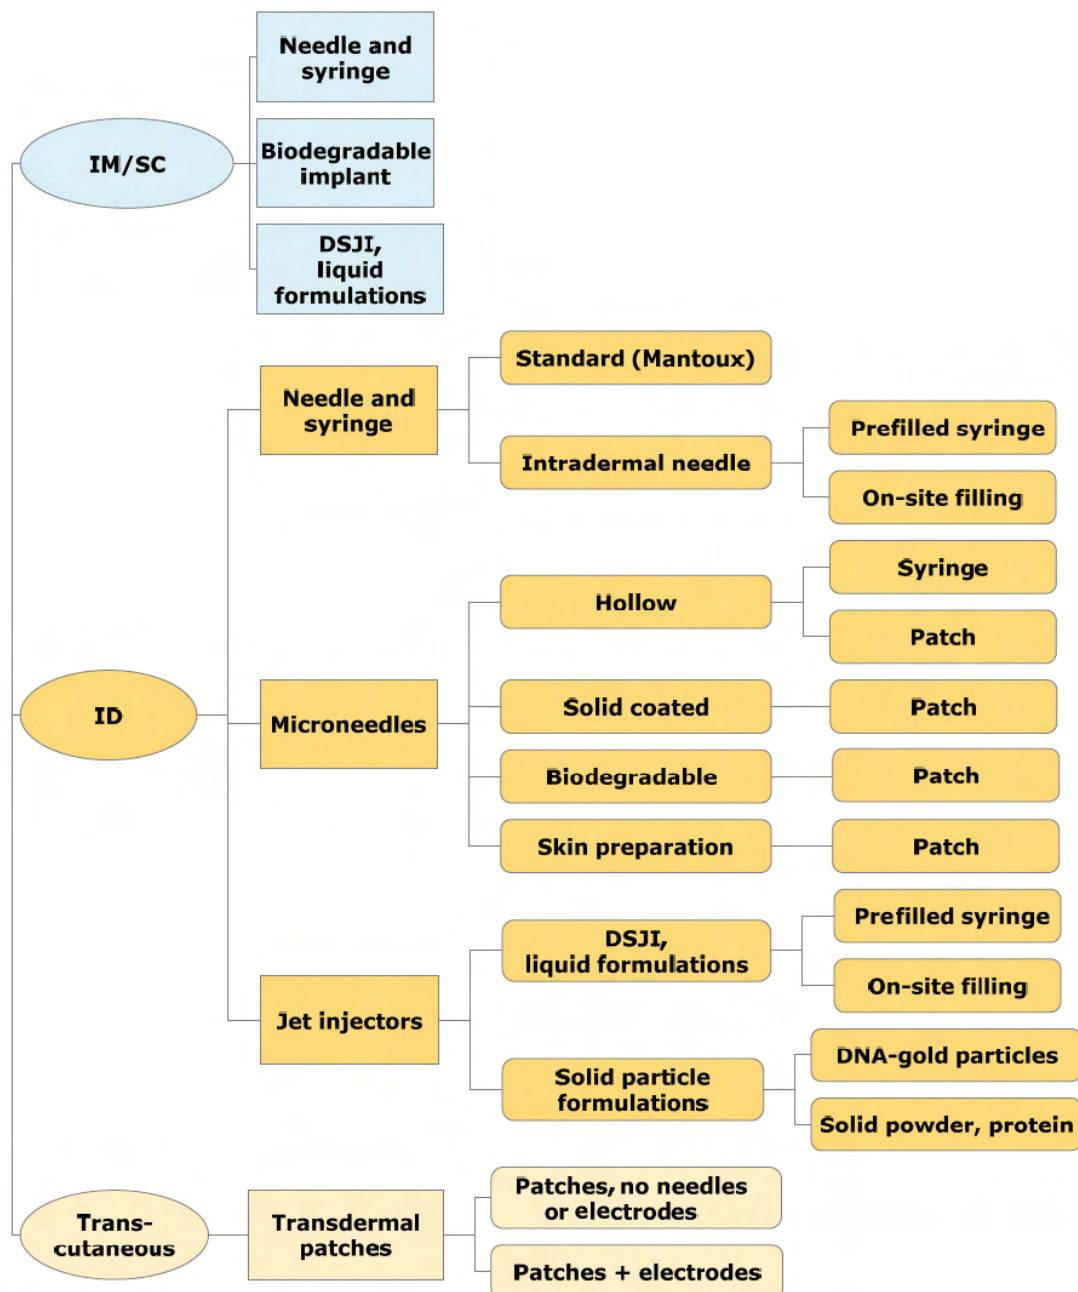 Needle and
syringe
IM/SC
Biodegradable
implant
DSJI,
liquid
formulations
Standard (Mantoux)
Needle and
syringe
Prefilled syringe
Intradermal needle
On-site filling
Syringe
Hollow
Patch
ID
Microneedles
Solid coated
Patch
Biodegradable
Patch
Skin preparation
Patch
Prefilled syringe
DSJI,
liquid formulations
On-site filling
Jet injectors
DNA-gold particles
Solid particle
formulations
Solid powder, protein
Patches, no needles
or electrodes
Trans-
cutaneous
Transdermal
patches
Patches + electrodes